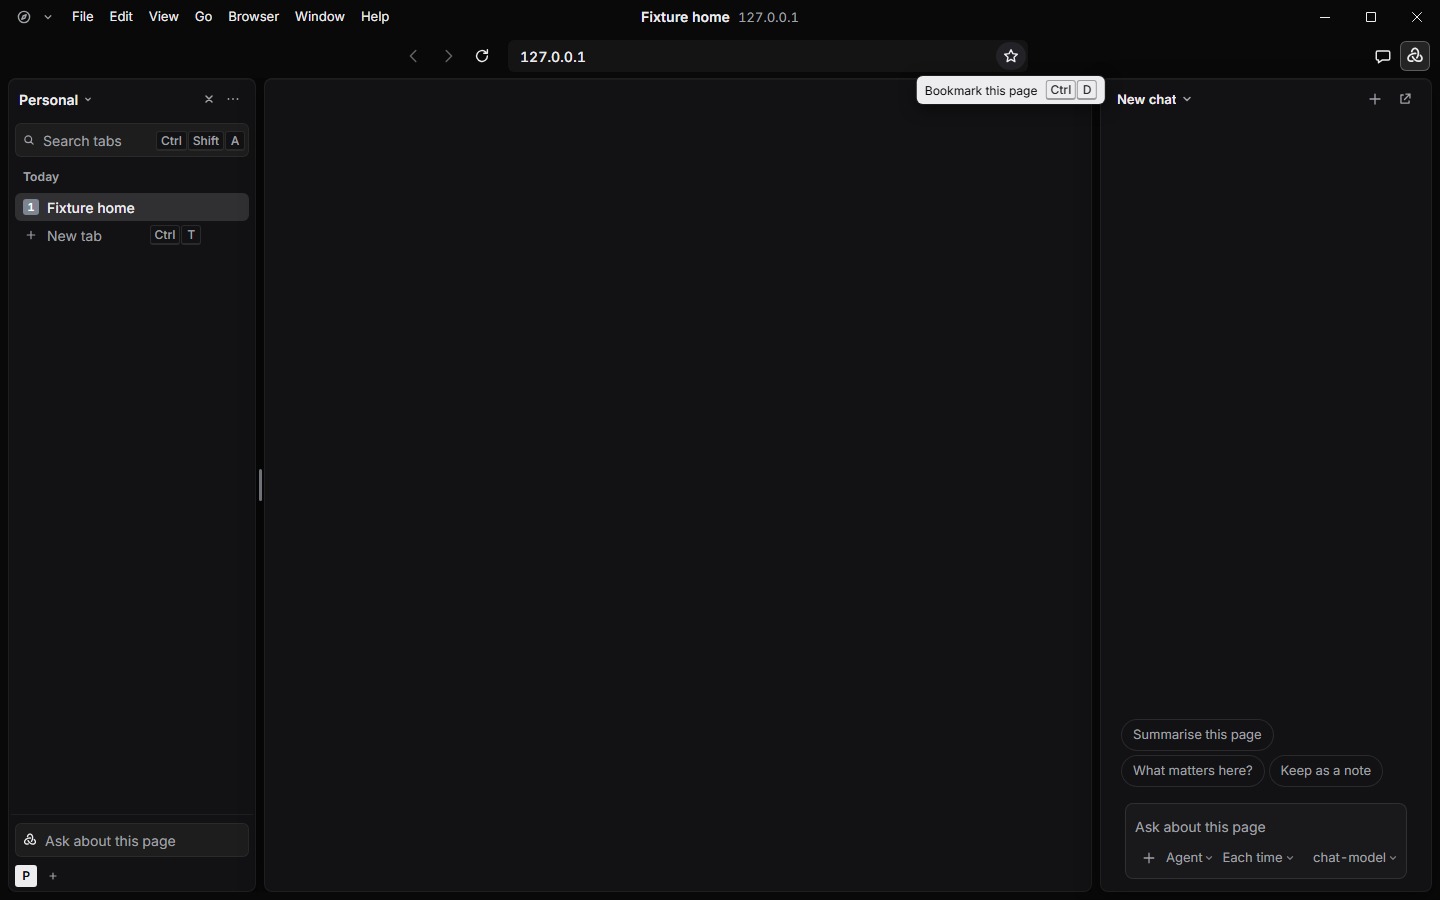 File Edit View Go Browser Window Help
Fixture home 127.0.0.1
127.0.0.1
Bookmark this page Ctrl D
Personal
Search tabs Ctrl Shift A
Today
1 Fixture home
New tab Ctrl T
Ask about this page
P
New chat
Summarise this page
What matters here? Keep as a note
Ask about this page
Agent Each time chat-model